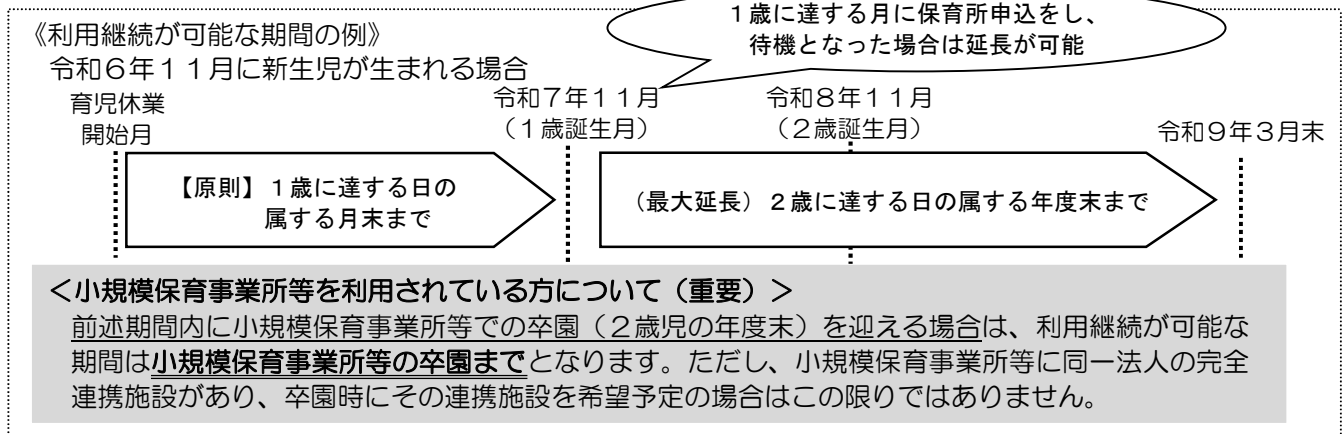 １歳に達する月に保育所申込をし、
待機となった場合は延長が可能
《利用継続が可能な期間の例》
令和６年１１月に新生児が生まれる場合
育児休業
開始月
令和７年１１月
（１歳誕生月）
令和８年１１月
（２歳誕生月）
令和９年３月末
【原則】１歳に達する日の
属する月末まで
（最大延長）２歳に達する日の属する年度末まで
＜小規模保育事業所等を利用されている方について（重要）＞
前述期間内に小規模保育事業所等での卒園（２歳児の年度末）を迎える場合は、利用継続が可能な
期間は小規模保育事業所等の卒園までとなります。ただし、小規模保育事業所等に同一法人の完全
連携施設があり、卒園時にその連携施設を希望予定の場合はこの限りではありません。